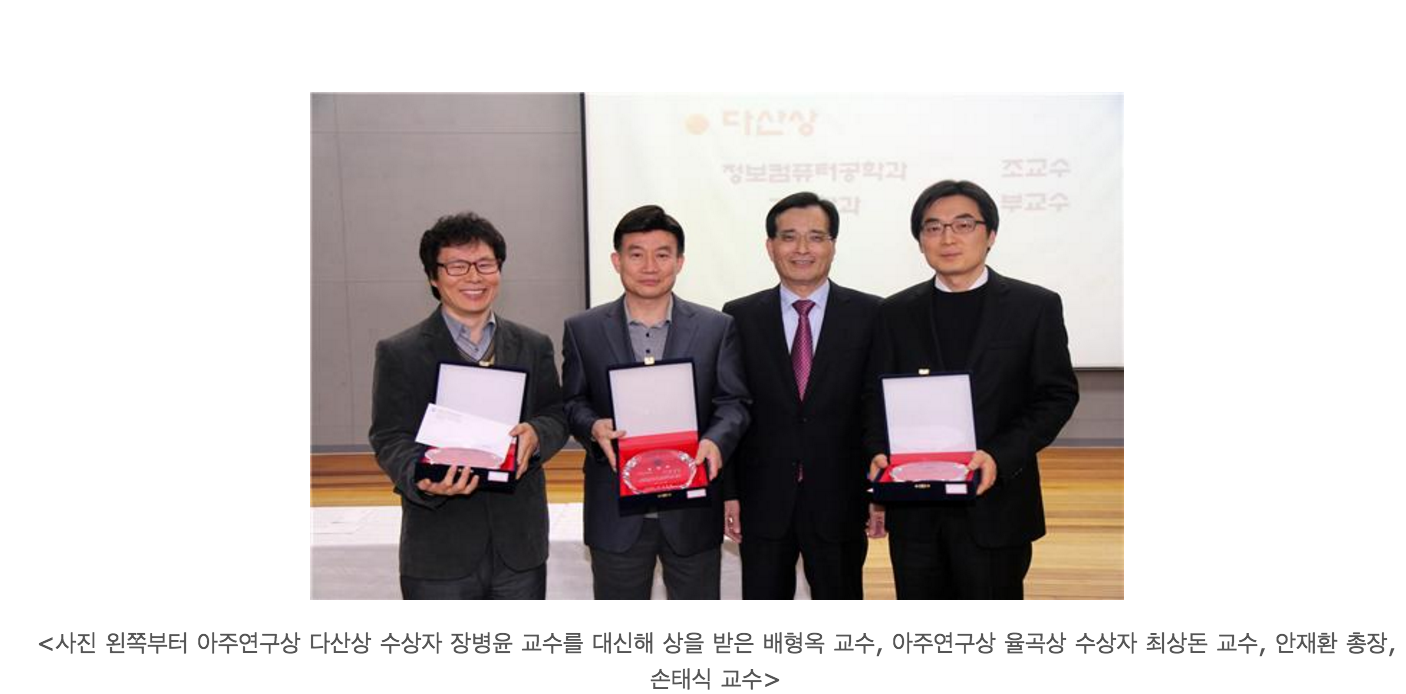 다산상
정보컴퓨터공학과 조교수
부교수
<사진 왼쪽부터 아주연구상 다산상 수상자 장병윤 교수를 대신해 상을 받은 배형옥 교수, 아주연구상 율곡상 수상자 최상돈 교수, 안재환 총장,
손태식 교수>